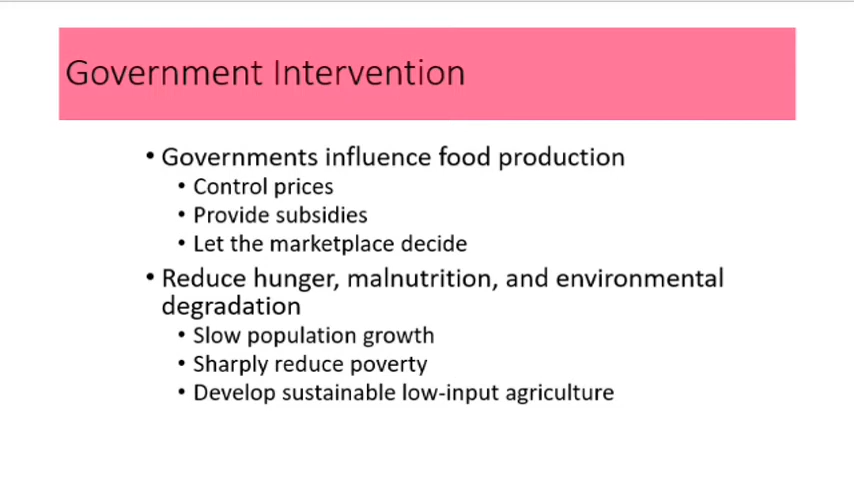 Government Intervention
• Governments influence food production
• Control prices
• Provide subsidies
• Let the marketplace decide
• Reduce hunger, malnutrition, and environmental
degradation
• Slow population growth
• Sharply reduce poverty
• Develop sustainable low-input agriculture